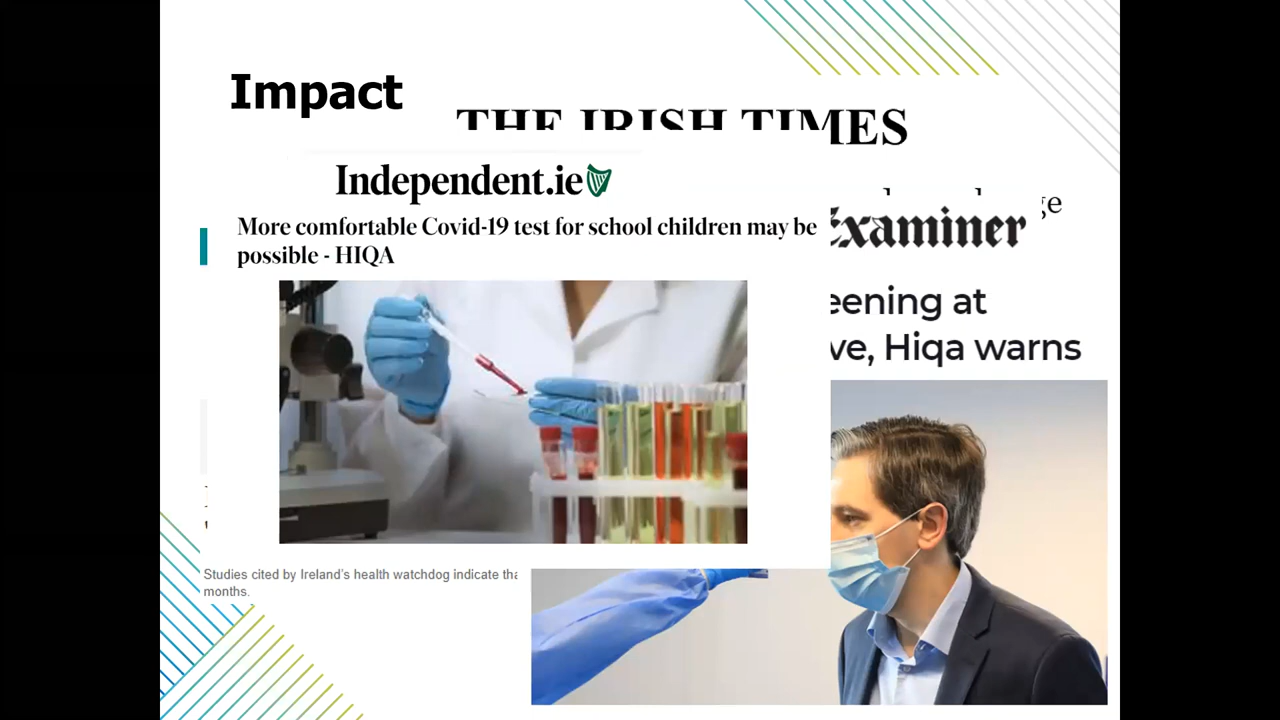 Impact
THE IRISH TIMES
Independent.ie
More comfortable Covid-19 test for school children may be
possible - HIQA
Examiner
eening at
ve, Hiqa warns
Studies cited by Ireland's health watchdog indicate tha
months.